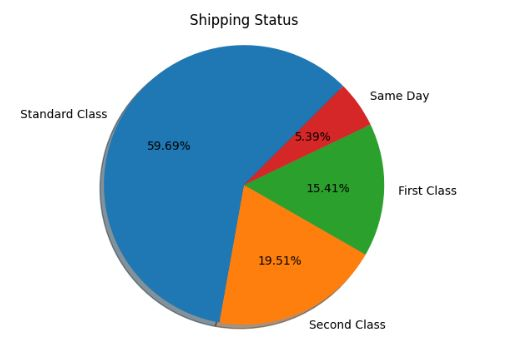 Shipping Status
Same Day
Standard Class
5.39%
59.69%
15.41%
First Class
19.51%
Second Class